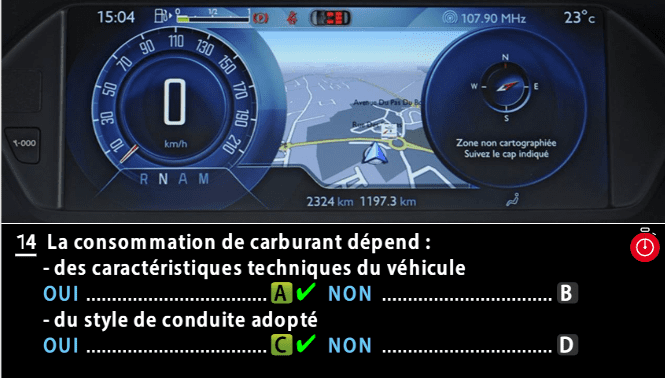 15:04 1/2 107.90 MHz 23°c
10 30 50 70 90 110 130 150 170 190 210
0
km/h
R N A M
Avenue Du Pas Du Bo
N
W E
S
Zone non cartographiée
Suivez le cap indiqué
2324 km 1197.3 km
14 La consommation de carburant dépend :
- des caractéristiques techniques du véhicule
OUI ........................................ A ✔ NON ........................................ B
- du style de conduite adopté
OUI ........................................ C ✔ NON ........................................ D